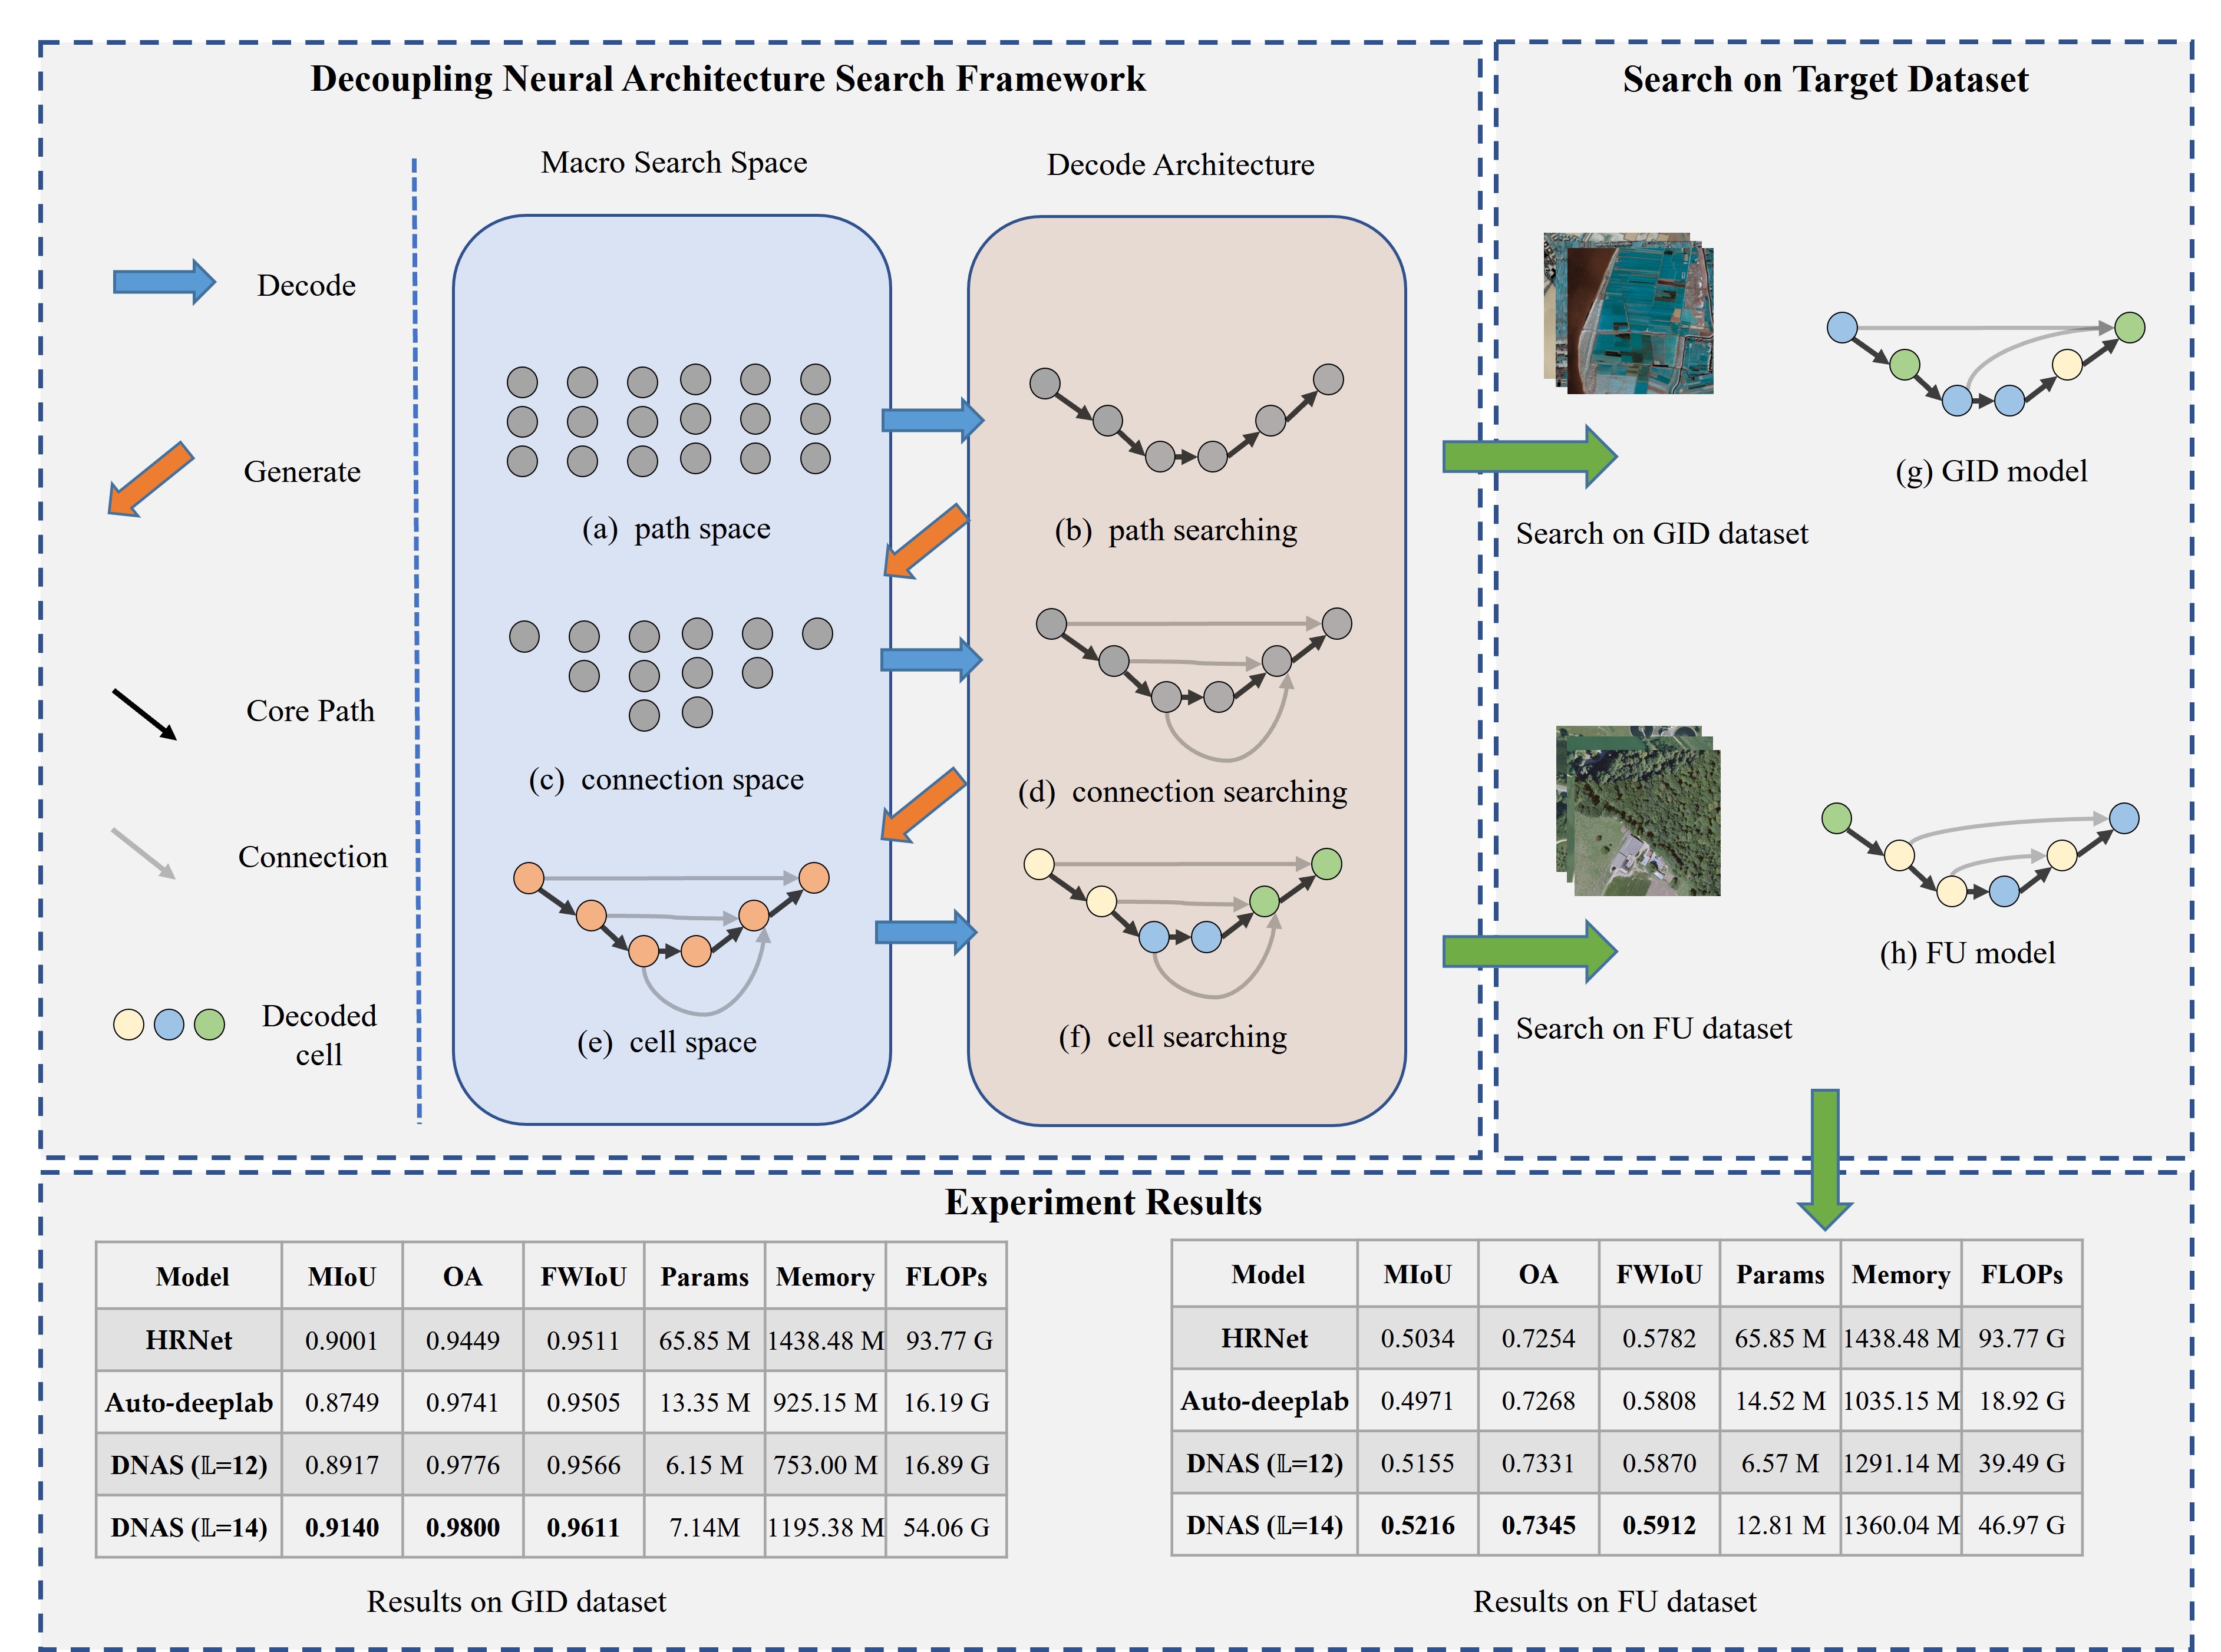 Decoupling Neural Architecture Search Framework
Macro Search Space
Decode Architecture
Decode
Generate
Core Path
Connection
Decoded
cell
(a) path space
(b) path searching
(c) connection space
(d) connection searching
(e) cell space
(f) cell searching
Search on Target Dataset
(g) GID model
Search on GID dataset
(h) FU model
Search on FU dataset
Experiment Results
Model MIoU OA FWIoU Params Memory FLOPs
HRNet 0.9001 0.9449 0.9511 65.85 M 1438.48 M 93.77 G
Auto-deeplab 0.8749 0.9741 0.9505 13.35 M 925.15 M 16.19 G
DNAS (𝕃=12) 0.8917 0.9776 0.9566 6.15 M 753.00 M 16.89 G
DNAS (𝕃=14) 0.9140 0.9800 0.9611 7.14M 1195.38 M 54.06 G
Results on GID dataset
Model MIoU OA FWIoU Params Memory FLOPs
HRNet 0.5034 0.7254 0.5782 65.85 M 1438.48 M 93.77 G
Auto-deeplab 0.4971 0.7268 0.5808 14.52 M 1035.15 M 18.92 G
DNAS (𝕃=12) 0.5155 0.7331 0.5870 6.57 M 1291.14 M 39.49 G
DNAS (𝕃=14) 0.5216 0.7345 0.5912 12.81 M 1360.04 M 46.97 G
Results on FU dataset